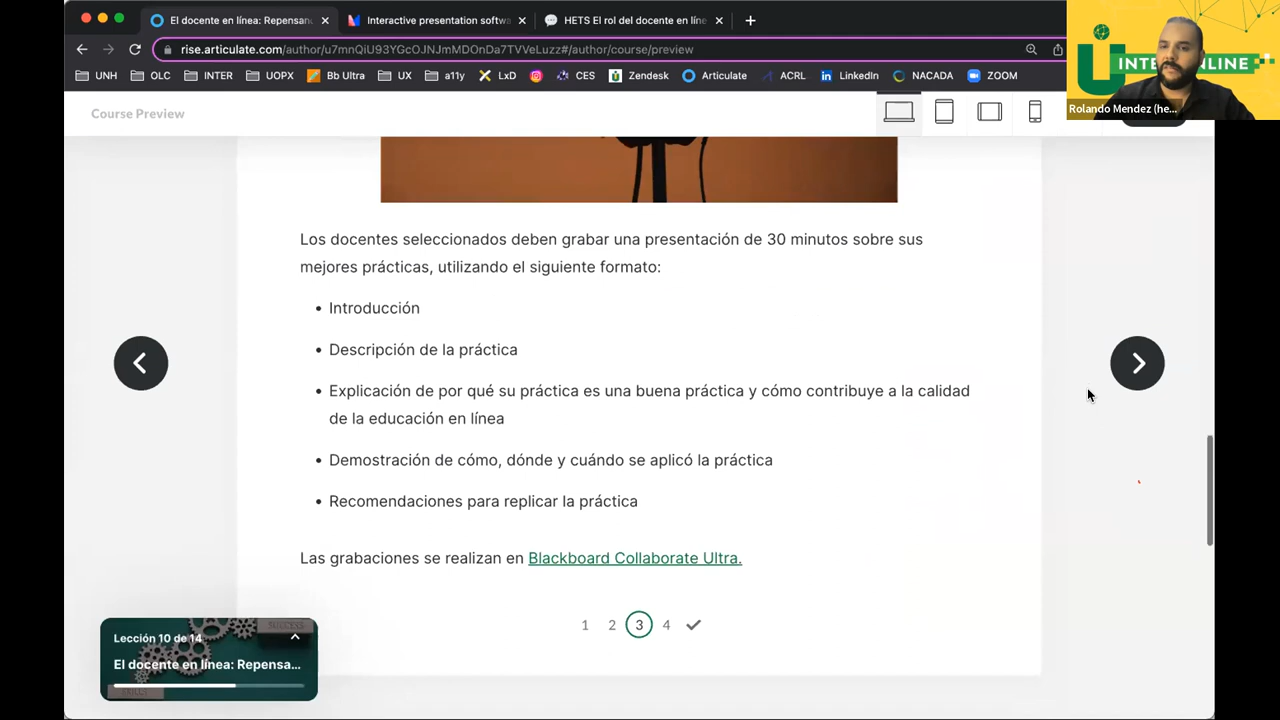 El docente en línea: Repensand
Interactive presentation softwa
HETS El rol del docente en líne
rise.articulate.com/author/u7mnQiU93YGcOJNJmMDOnDa7TVVeLuzz#/author/course/preview
UNH OLC INTER UOPX Bb Ultra UX a11y LxD CES Zendesk Articulate ACRL LinkedIn NACADA ZOOM
INTER ONLINE
Rolando Mendez (he...
Course Preview
Los docentes seleccionados deben grabar una presentación de 30 minutos sobre sus
mejores prácticas, utilizando el siguiente formato:
• Introducción
• Descripción de la práctica
• Explicación de por qué su práctica es una buena práctica y cómo contribuye a la calidad
de la educación en línea
• Demostración de cómo, dónde y cuándo se aplicó la práctica
• Recomendaciones para replicar la práctica
Las grabaciones se realizan en Blackboard Collaborate Ultra.
1 2 3 4
SUCCESS
Lección 10 de 14
El docente en línea: Repensa...
SKILLS